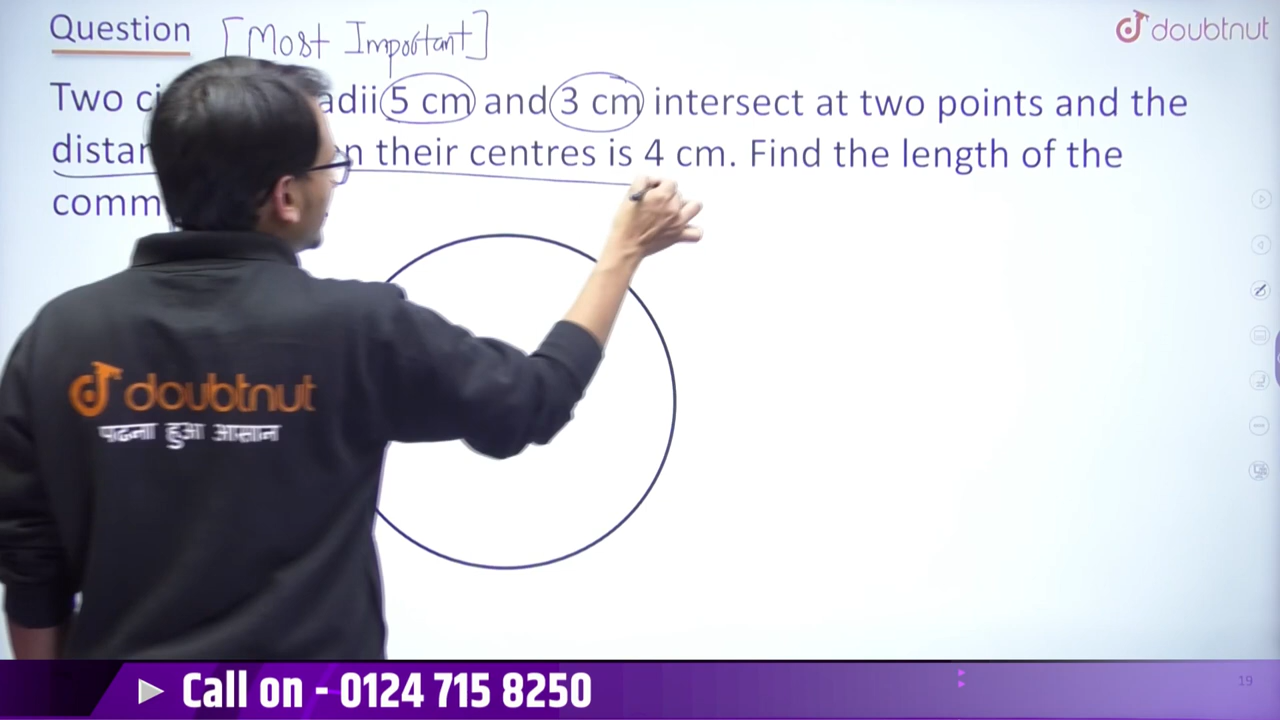 Question [Most Important]
doubtnut
Two ci adii 5 cm and 3 cm intersect at two points and the
distan n their centres is 4 cm. Find the length of the
comm
doubtnut
पढना हुआ आसान
Call on - 0124 715 8250
19